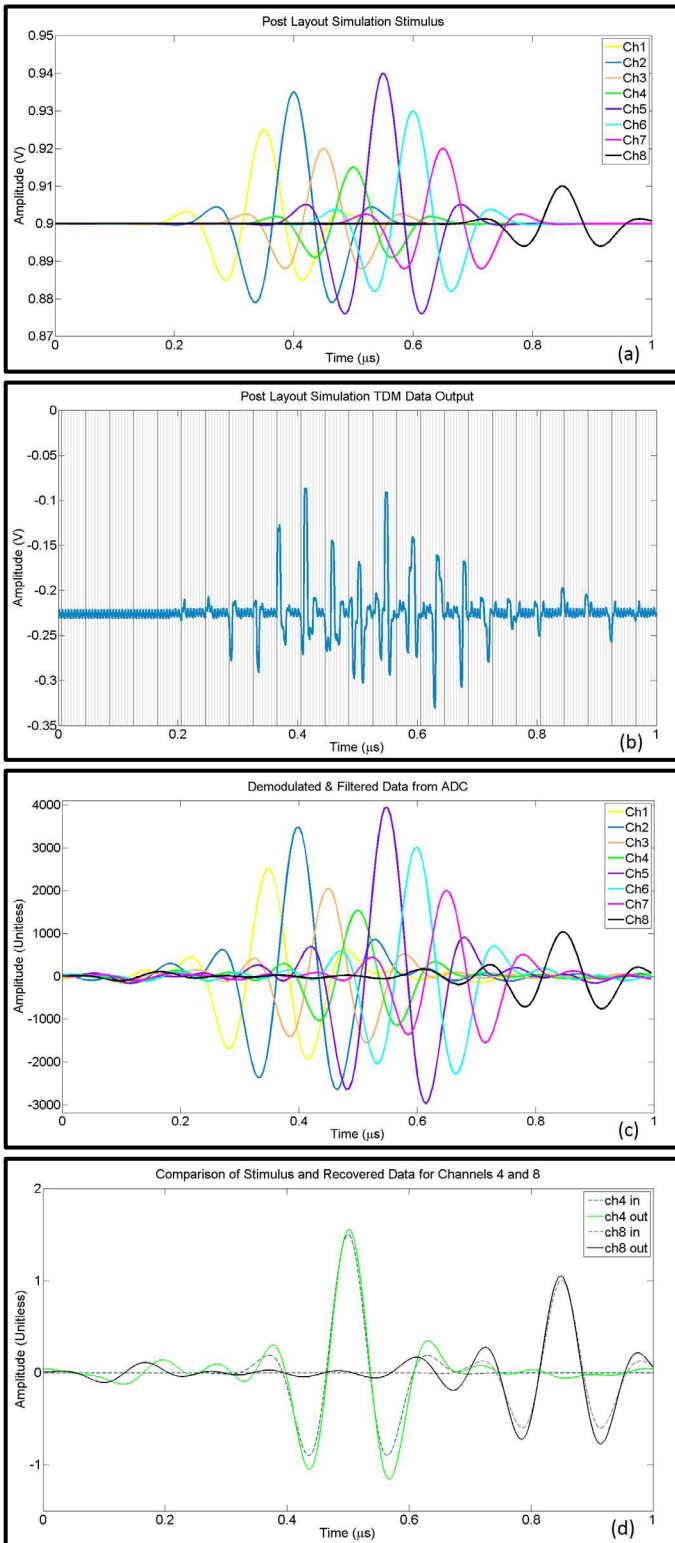 Post Layout Simulation Stimulus
0.95
0.94
0.93
0.92
0.91
0.9
0.89
0.88
0.87
Amplitude (V)
0
0.2
0.4
0.6
0.8
1
Time (µs)
Ch1
Ch2
Ch3
Ch4
Ch5
Ch6
Ch7
Ch8
(a)
Post Layout Simulation TDM Data Output
0
-0.05
-0.1
-0.15
-0.2
-0.25
-0.3
-0.35
Amplitude (V)
0
0.2
0.4
0.6
0.8
1
Time (µs)
(b)
Demodulated & Filtered Data from ADC
4000
3000
2000
1000
0
-1000
-2000
-3000
Amplitude (Unitless)
0
0.2
0.4
0.6
0.8
1
Time (µs)
Ch1
Ch2
Ch3
Ch4
Ch5
Ch6
Ch7
Ch8
(c)
Comparison of Stimulus and Recovered Data for Channels 4 and 8
2
1
0
-1
Amplitude (Unitless)
0
0.2
0.4
0.6
0.8
1
Time (µs)
ch4 in
ch4 out
ch8 in
ch8 out
(d)